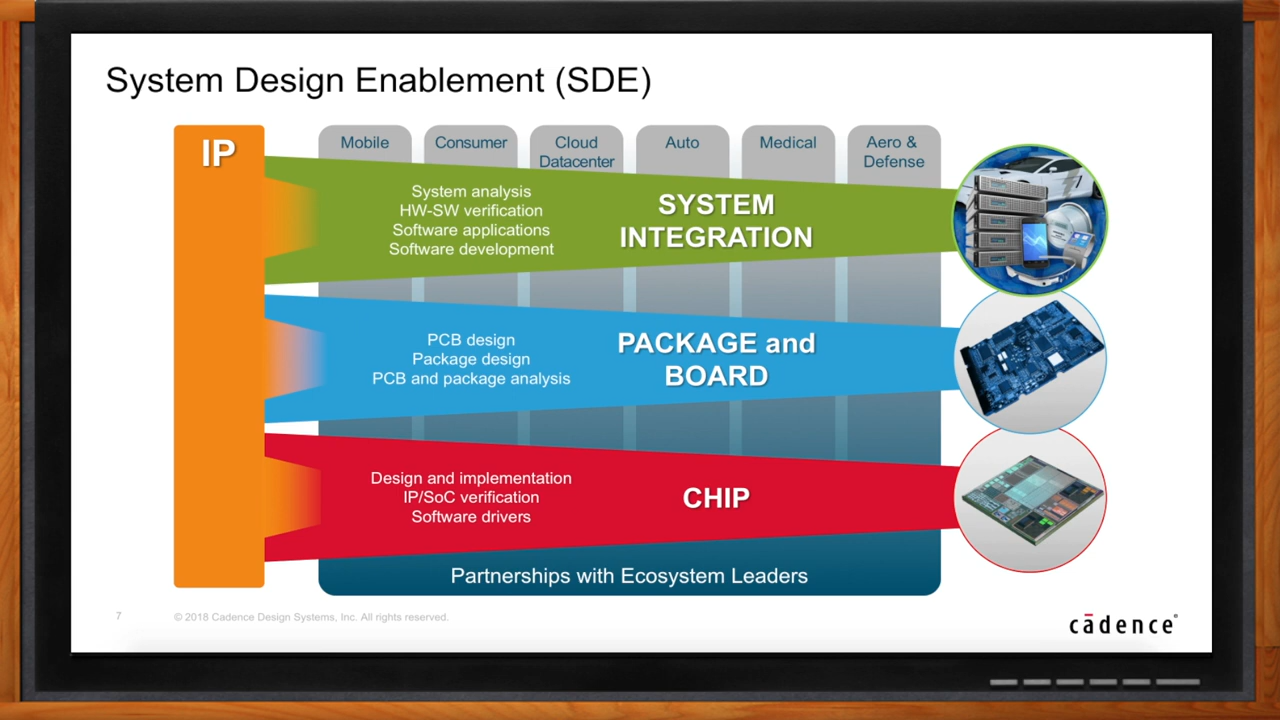 System Design Enablement (SDE)
IP
Mobile
Consumer
Cloud
Datacenter
Auto
Medical
Aero &
Defense
System analysis
HW-SW verification
Software applications
Software development
SYSTEM
INTEGRATION
PCB design
Package design
PCB and package analysis
PACKAGE and
BOARD
Design and implementation
IP/SoC verification
Software drivers
CHIP
Partnerships with Ecosystem Leaders
7
© 2018 Cadence Design Systems, Inc. All rights reserved.
cādence®